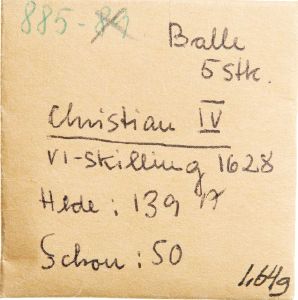 885-
Balle
5 stk.
Christian IV
VI-skilling 1628
Hede: 139 A
Schou: 50
1,64g